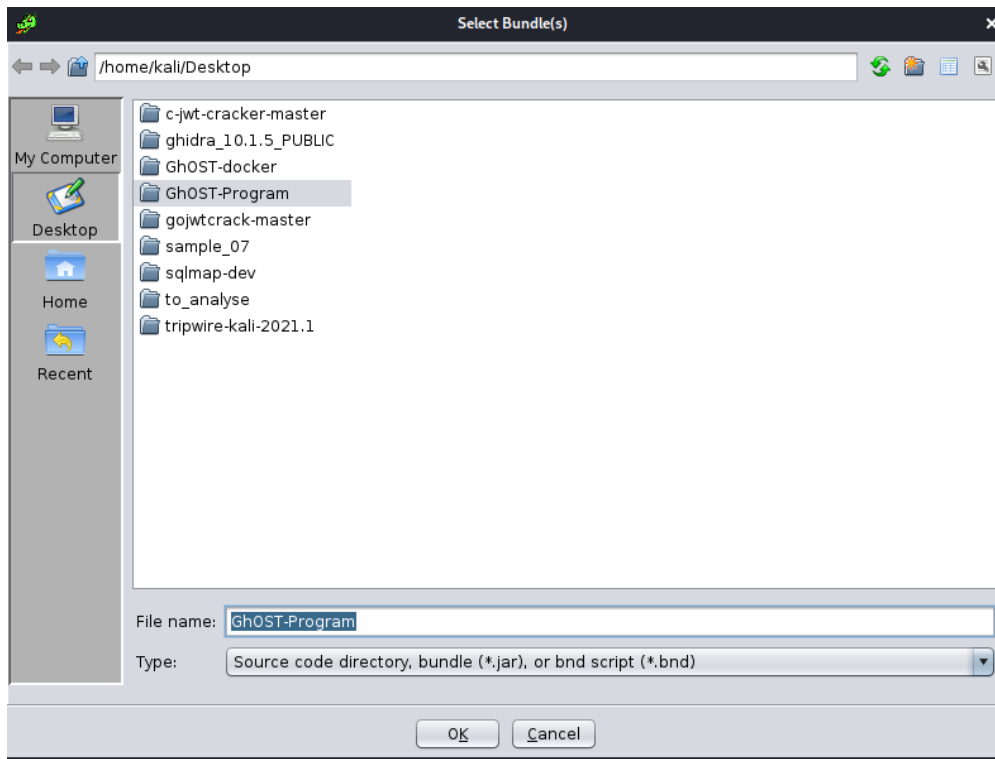 Select Bundle(s)
/home/kali/Desktop
My Computer
Desktop
Home
Recent
c-jwt-cracker-master
ghidra_10.1.5_PUBLIC
GhOST-docker
GhOST-Program
gojwtcrack-master
sample_07
sqlmap-dev
to_analyse
tripwire-kali-2021.1
File name: GhOST-Program
Type: Source code directory, bundle (*.jar), or bnd script (*.bnd)
OK Cancel